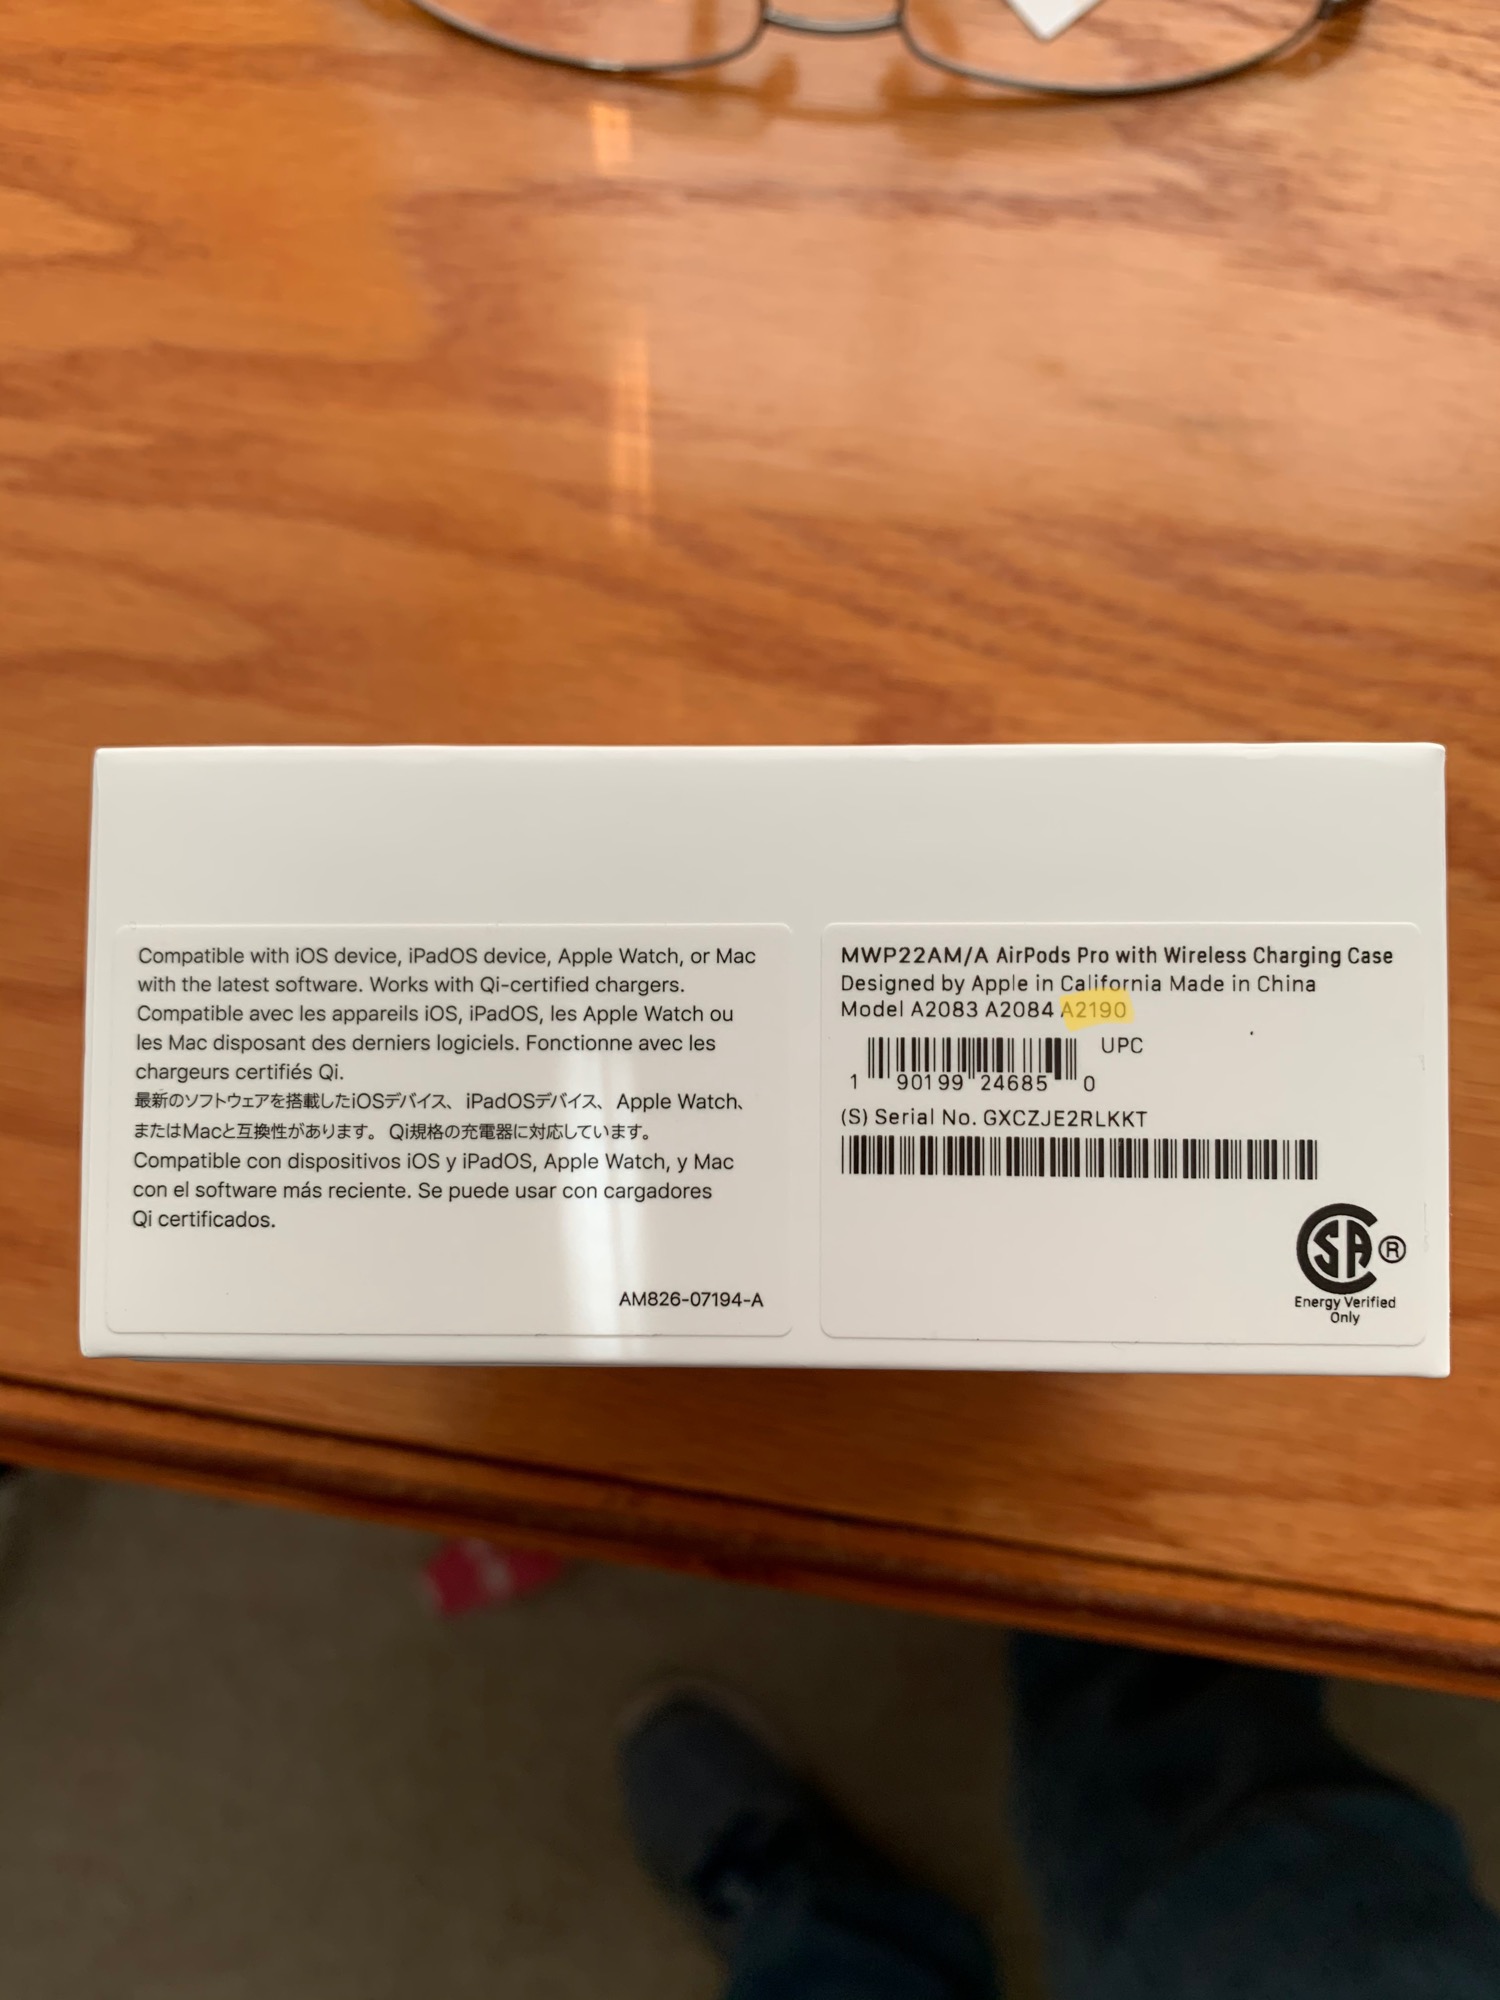 Compatible with iOS device, iPadOS device, Apple Watch, or Mac
with the latest software. Works with Qi-certified chargers.
Compatible avec les appareils iOS, iPadOS, les Apple Watch ou
les Mac disposant des derniers logiciels. Fonctionne avec les
chargeurs certifiés Qi.
最新のソフトウェアを搭載したiOSデバイス、iPadOSデバイス、Apple Watch、
またはMacと互換性があります。Qi規格の充電器に対応しています。
Compatible con dispositivos iOS y iPadOS, Apple Watch, y Mac
con el software más reciente. Se puede usar con cargadores
Qi certificados.
AM826-07194-A
MWP22AM/A AirPods Pro with Wireless Charging Case
Designed by Apple in California Made in China
Model A2083 A2084 A2190
UPC
1 90199 24685 0
(S) Serial No. GXCZJE2RLKKT
CSA ®
Energy Verified
Only